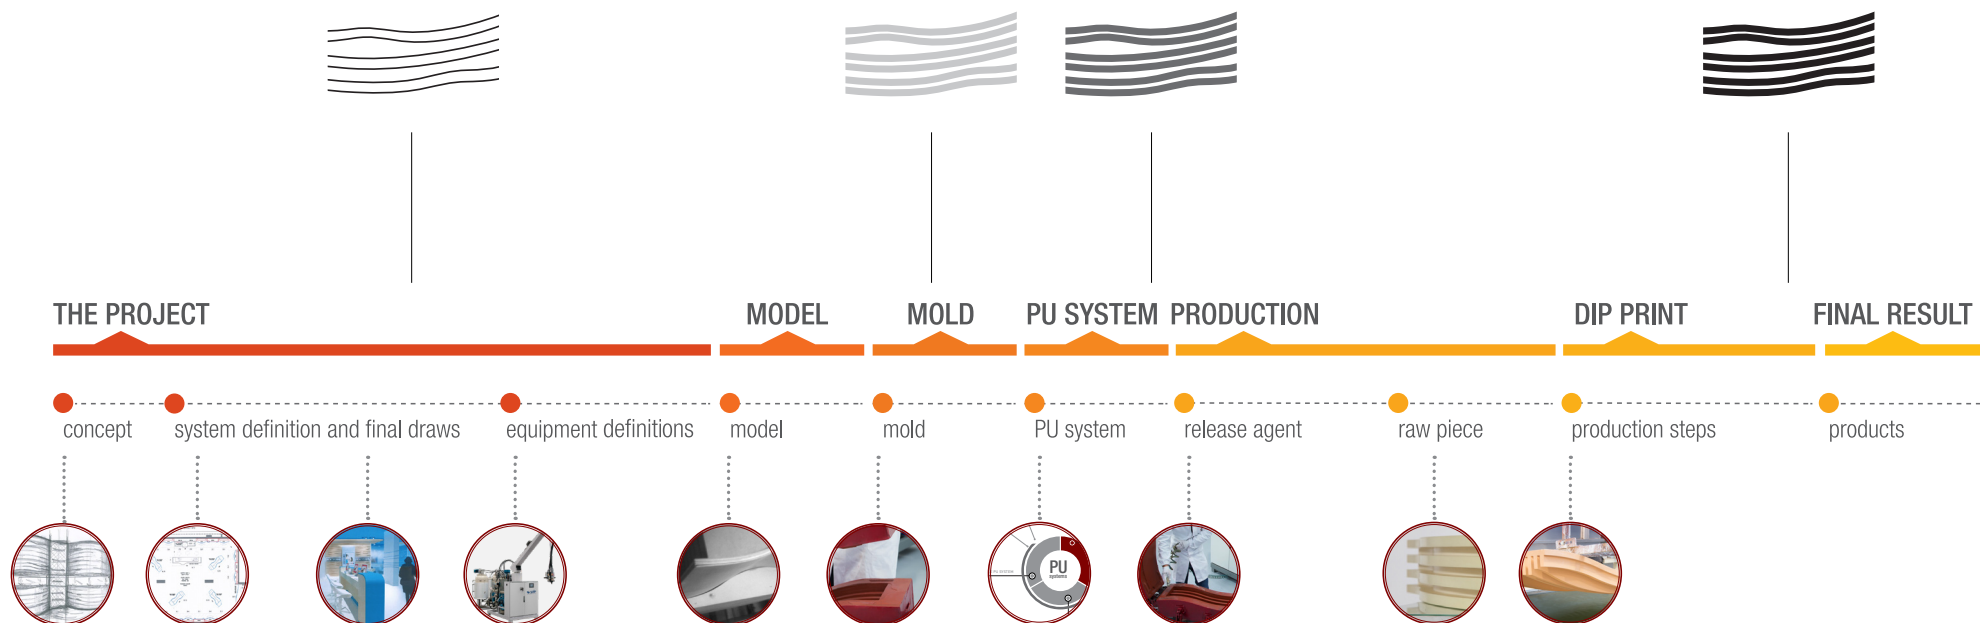 THE PROJECT
MODEL
MOLD
PU SYSTEM
PRODUCTION
DIP PRINT
FINAL RESULT
concept
system definition and final draws
equipment definitions
model
mold
PU system
release agent
raw piece
production steps
products
PU
systems